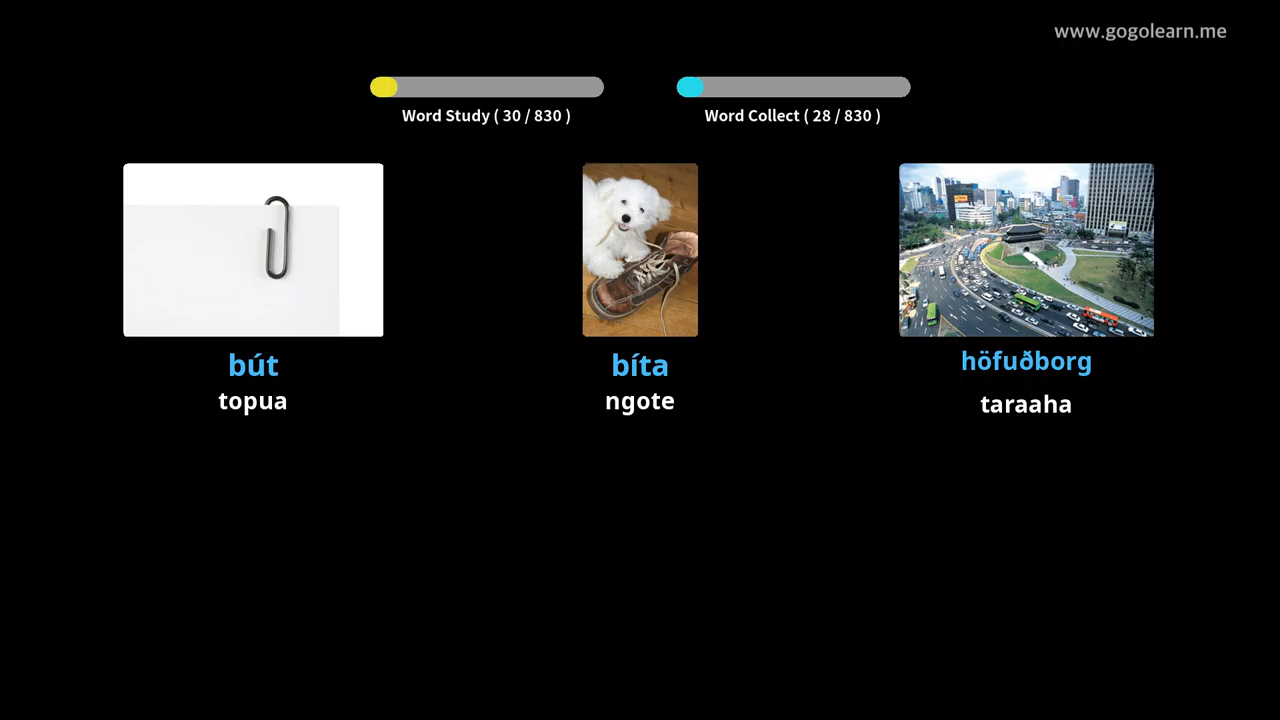 www.gogolearn.me
Word Study ( 30 / 830 )
Word Collect ( 28 / 830 )
bút
topua
bíta
ngote
höfuðborg
taraaha